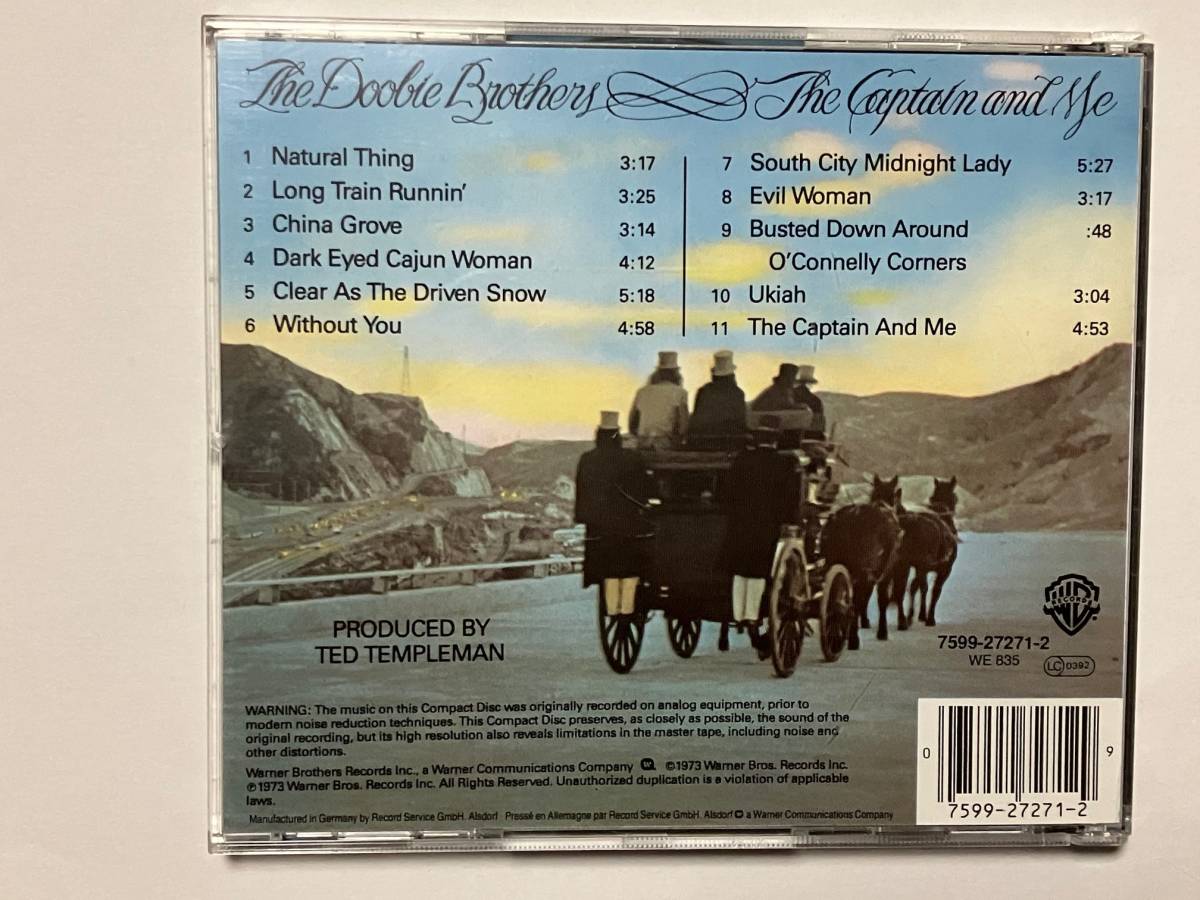 The Doobie Brothers The Captain and Me
1 Natural Thing 3:17
2 Long Train Runnin' 3:25
3 China Grove 3:14
4 Dark Eyed Cajun Woman 4:12
5 Clear As The Driven Snow 5:18
6 Without You 4:58
7 South City Midnight Lady 5:27
8 Evil Woman 3:17
9 Busted Down Around :48
O'Connelly Corners
10 Ukiah 3:04
11 The Captain And Me 4:53
PRODUCED BY
TED TEMPLEMAN
WB
RECORDS
7599-27271-2
WE 835
LC 0392
WARNING: The music on this Compact Disc was originally recorded on analog equipment, prior to
modern noise reduction techniques. This Compact Disc preserves, as closely as possible, the sound of the
original recording, but its high resolution also reveals limitations in the master tape, including noise and
other distortions.
Warner Brothers Records Inc., a Warner Communications Company ©1973 Warner Bros. Records Inc.
℗1973 Warner Bros. Records Inc. All Rights Reserved. Unauthorized duplication is a violation of applicable
laws.
Manufactured in Germany by Record Service GmbH. Alsdorf Pressé en Allemagne par Record Service GmbH. Alsdorf a Warner Communications Company
0 9
7599-27271-2